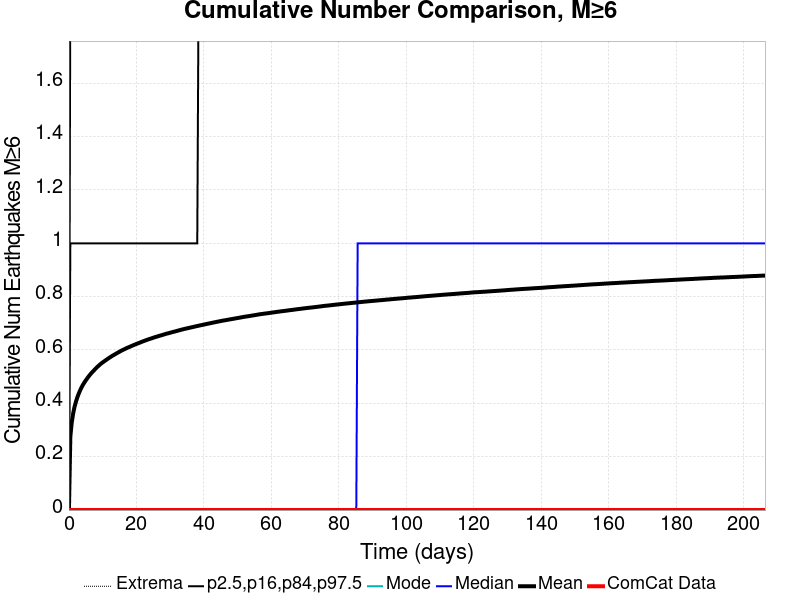 Cumulative Number Comparison, M≥6
Cumulative Num Earthquakes M≥6
1.6
1.4
1.2
1
0.8
0.6
0.4
0.2
0
0 20 40 60 80 100 120 140 160 180 200
Time (days)
Extrema p2.5,p16,p84,p97.5 Mode Median Mean ComCat Data